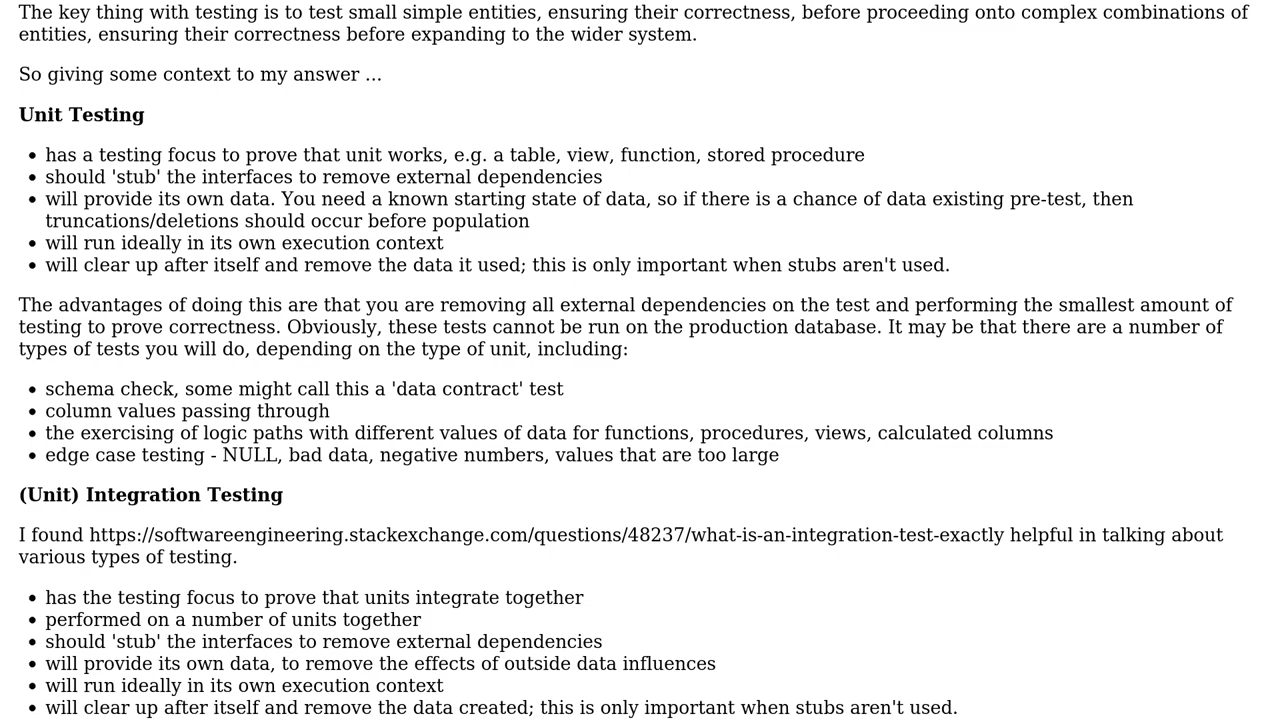 The key thing with testing is to test small simple entities, ensuring their correctness, before proceeding onto complex combinations of
entities, ensuring their correctness before expanding to the wider system.
So giving some context to my answer ...
Unit Testing
• has a testing focus to prove that unit works, e.g. a table, view, function, stored procedure
• should 'stub' the interfaces to remove external dependencies
• will provide its own data. You need a known starting state of data, so if there is a chance of data existing pre-test, then
truncations/deletions should occur before population
• will run ideally in its own execution context
• will clear up after itself and remove the data it used; this is only important when stubs aren't used.
The advantages of doing this are that you are removing all external dependencies on the test and performing the smallest amount of
testing to prove correctness. Obviously, these tests cannot be run on the production database. It may be that there are a number of
types of tests you will do, depending on the type of unit, including:
• schema check, some might call this a 'data contract' test
• column values passing through
• the exercising of logic paths with different values of data for functions, procedures, views, calculated columns
• edge case testing - NULL, bad data, negative numbers, values that are too large
(Unit) Integration Testing
I found https://softwareengineering.stackexchange.com/questions/48237/what-is-an-integration-test-exactly helpful in talking about
various types of testing.
• has the testing focus to prove that units integrate together
• performed on a number of units together
• should 'stub' the interfaces to remove external dependencies
• will provide its own data, to remove the effects of outside data influences
• will run ideally in its own execution context
• will clear up after itself and remove the data created; this is only important when stubs aren't used.